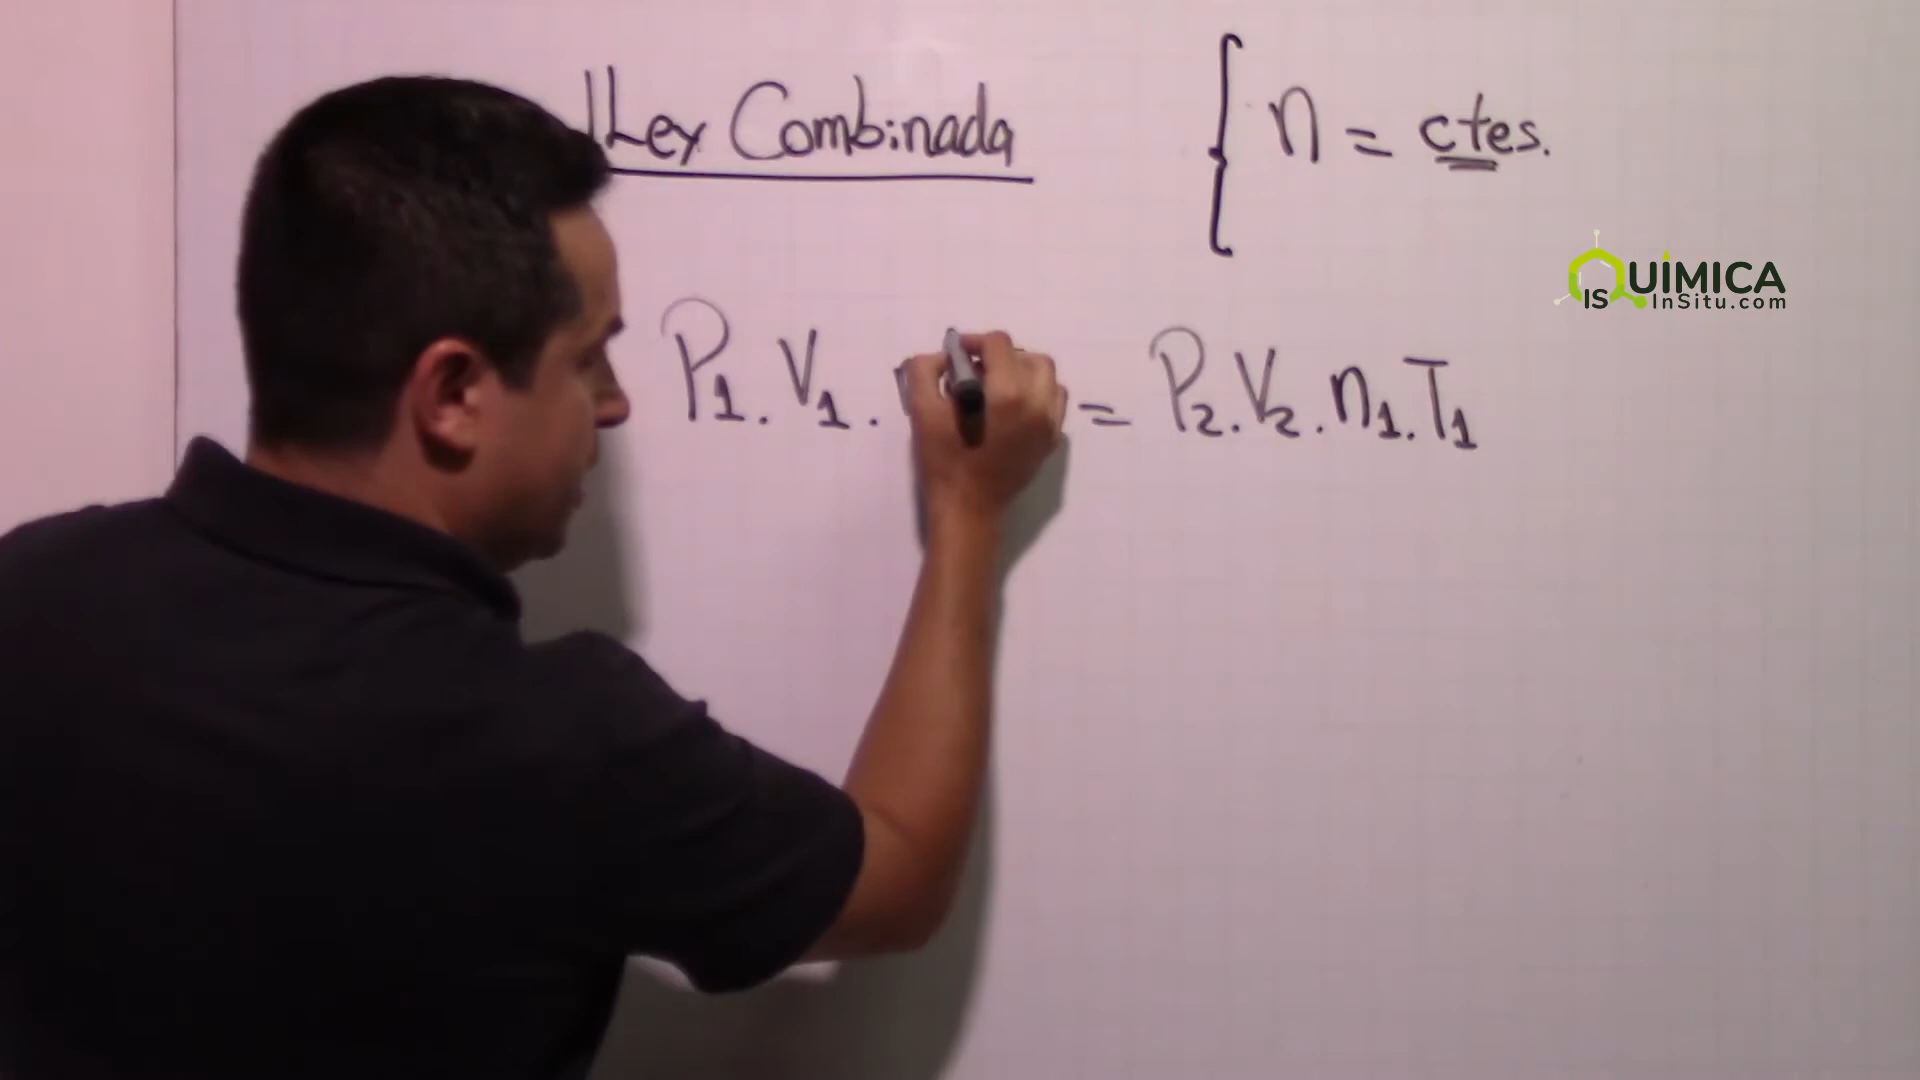 Ley Combinada
n = ctes.
QUIMICA
IS InSitu.com
P₁.V₁. = P₂.V₂.n₁.T₁